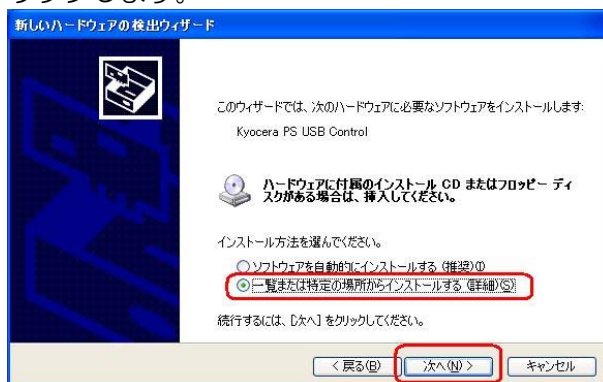 クリックします。
新しいハードウェアの検出ウィザード
このウィザードでは、次のハードウェアに必要なソフトウェアをインストールします:
Kyocera PS USB Control
ハードウェアに付属のインストール CD またはフロッピー ディ
スクがある場合は、挿入してください。
インストール方法を選んでください。
ソフトウェアを自動的にインストールする (推奨)(I)
一覧または特定の場所からインストールする (詳細)(S)
続行するには、[次へ] をクリックしてください。
< 戻る(B)
次へ(N) >
キャンセル